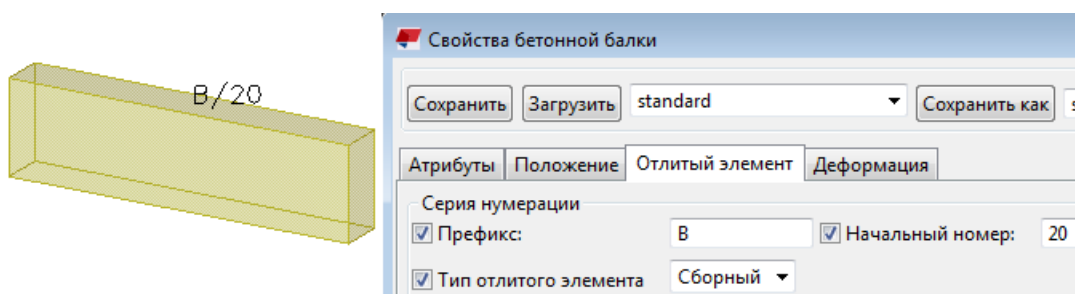 B/20
Свойства бетонной балки
Сохранить Загрузить standard Сохранить как s
Атрибуты Положение Отлитый элемент Деформация
Серия нумерации
Префикс: B Начальный номер: 20
Тип отлитого элемента Сборный